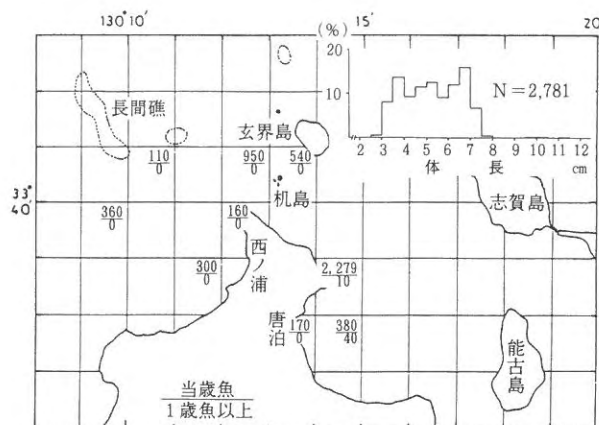 130° 10′
15′
20
(%)
20
10
N＝2,781
2 3 4 5 6 7 8 9 10 11 12
体 長 cm
長間礁
玄界島
110
0
950
0
540
0
33°
40′
机島
志賀島
360
0
160
0
西ノ浦
300
0
2,279
10
唐泊
170
0
380
40
能古島
当歳魚
1歳魚以上